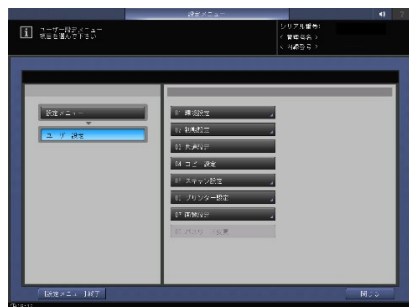 設定メニュー
ユーザー設定メニュー
項目を選んで下さい
シリアル番号:
設定メニュー
ユーザー設定
01 環境設定
02 初期設定
03 共通設定
04 コピー設定
05 スキャン設定
06 プリンター設定
07 画質設定
設定メニュー終了
閉じる